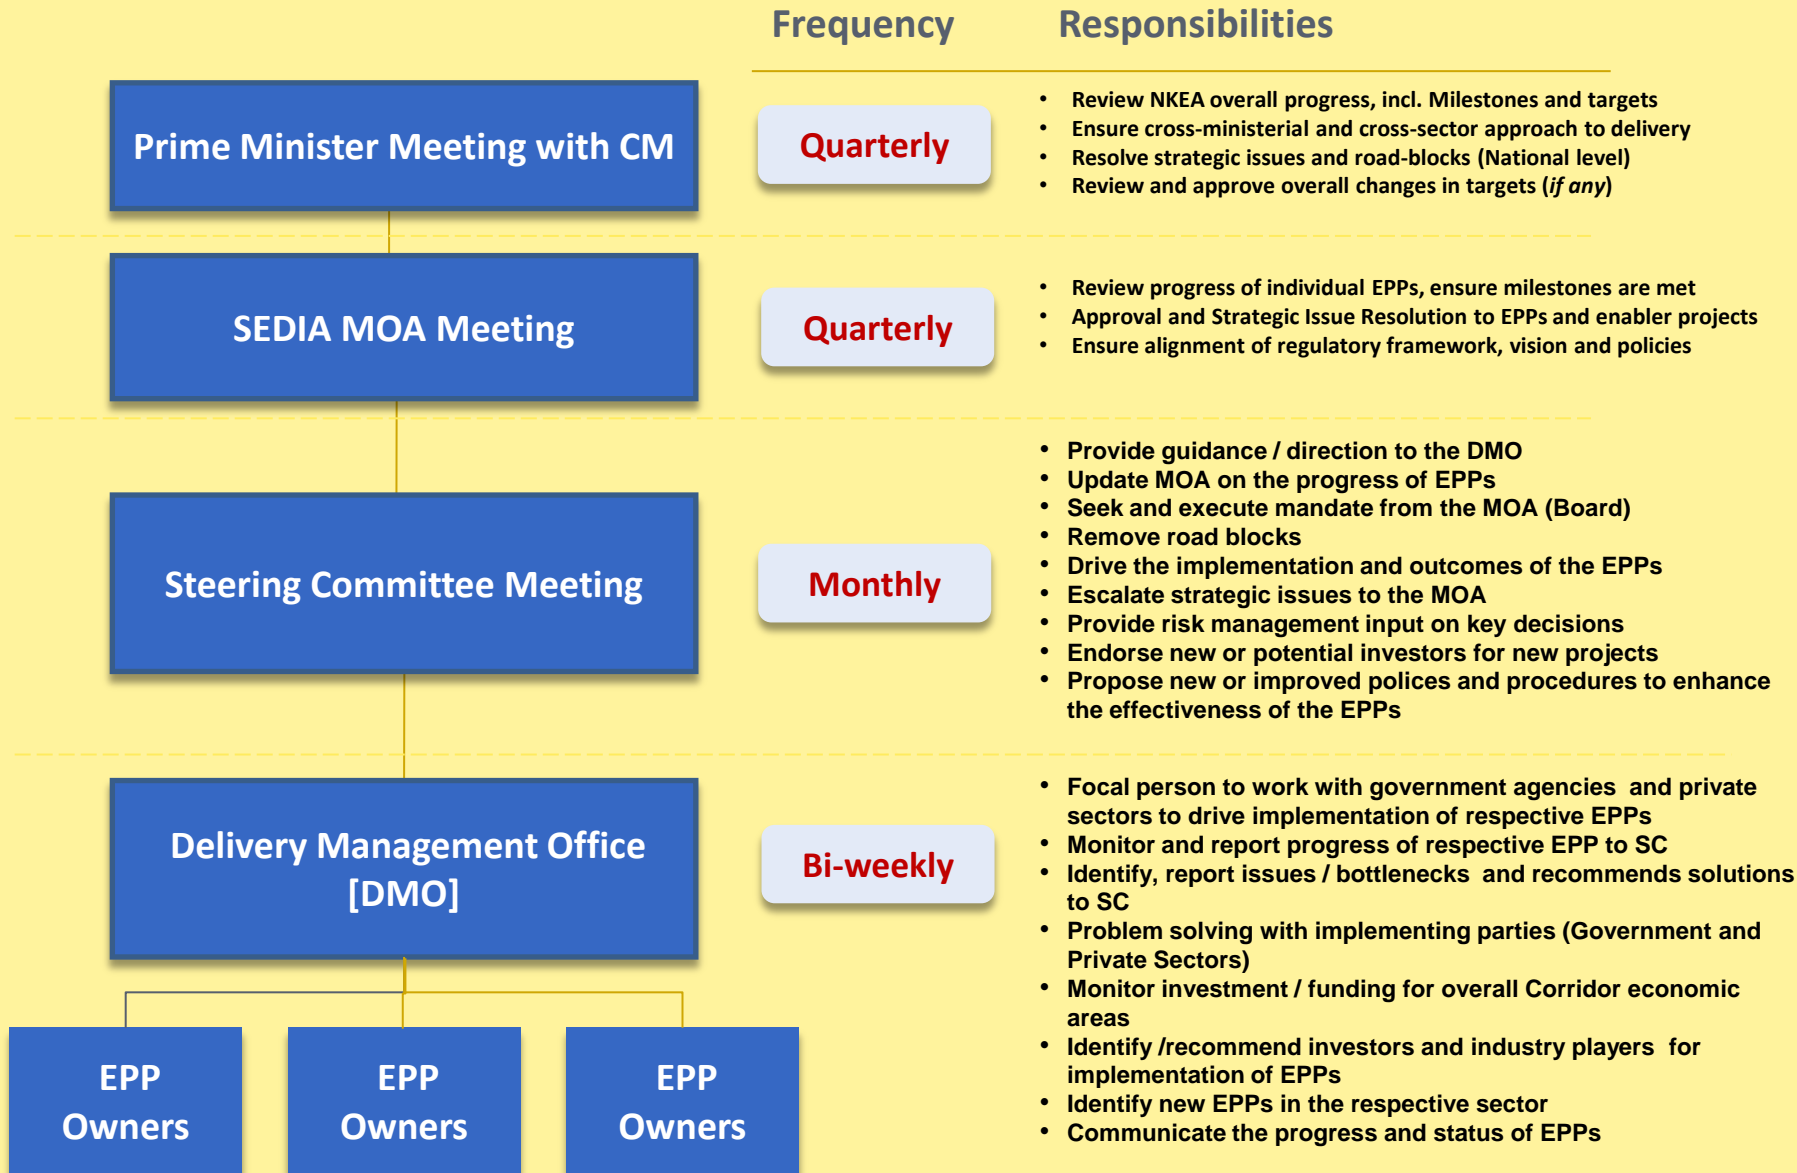 Frequency Responsibilities
Prime Minister Meeting with CM
Quarterly
• Review NKEA overall progress, incl. Milestones and targets
• Ensure cross-ministerial and cross-sector approach to delivery
• Resolve strategic issues and road-blocks (National level)
• Review and approve overall changes in targets (if any)
SEDIA MOA Meeting
Quarterly
• Review progress of individual EPPs, ensure milestones are met
• Approval and Strategic Issue Resolution to EPPs and enabler projects
• Ensure alignment of regulatory framework, vision and policies
Steering Committee Meeting
Monthly
• Provide guidance / direction to the DMO
• Update MOA on the progress of EPPs
• Seek and execute mandate from the MOA (Board)
• Remove road blocks
• Drive the implementation and outcomes of the EPPs
• Escalate strategic issues to the MOA
• Provide risk management input on key decisions
• Endorse new or potential investors for new projects
• Propose new or improved polices and procedures to enhance
the effectiveness of the EPPs
Delivery Management Office
[DMO]
Bi-weekly
• Focal person to work with government agencies and private
sectors to drive implementation of respective EPPs
• Monitor and report progress of respective EPP to SC
• Identify, report issues / bottlenecks and recommends solutions
to SC
• Problem solving with implementing parties (Government and
Private Sectors)
• Monitor investment / funding for overall Corridor economic
areas
• Identify /recommend investors and industry players for
implementation of EPPs
• Identify new EPPs in the respective sector
• Communicate the progress and status of EPPs
EPP
Owners
EPP
Owners
EPP
Owners